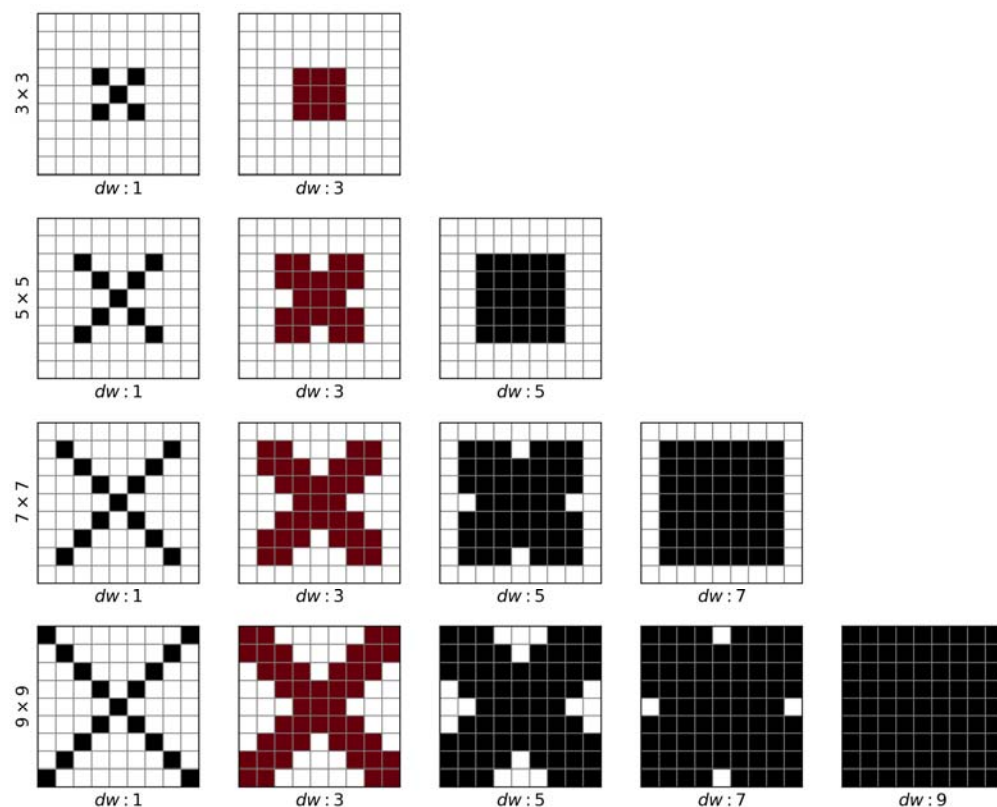 3 × 3
dw : 1
dw : 3
5 × 5
dw : 1
dw : 3
dw : 5
7 × 7
dw : 1
dw : 3
dw : 5
dw : 7
9 × 9
dw : 1
dw : 3
dw : 5
dw : 7
dw : 9